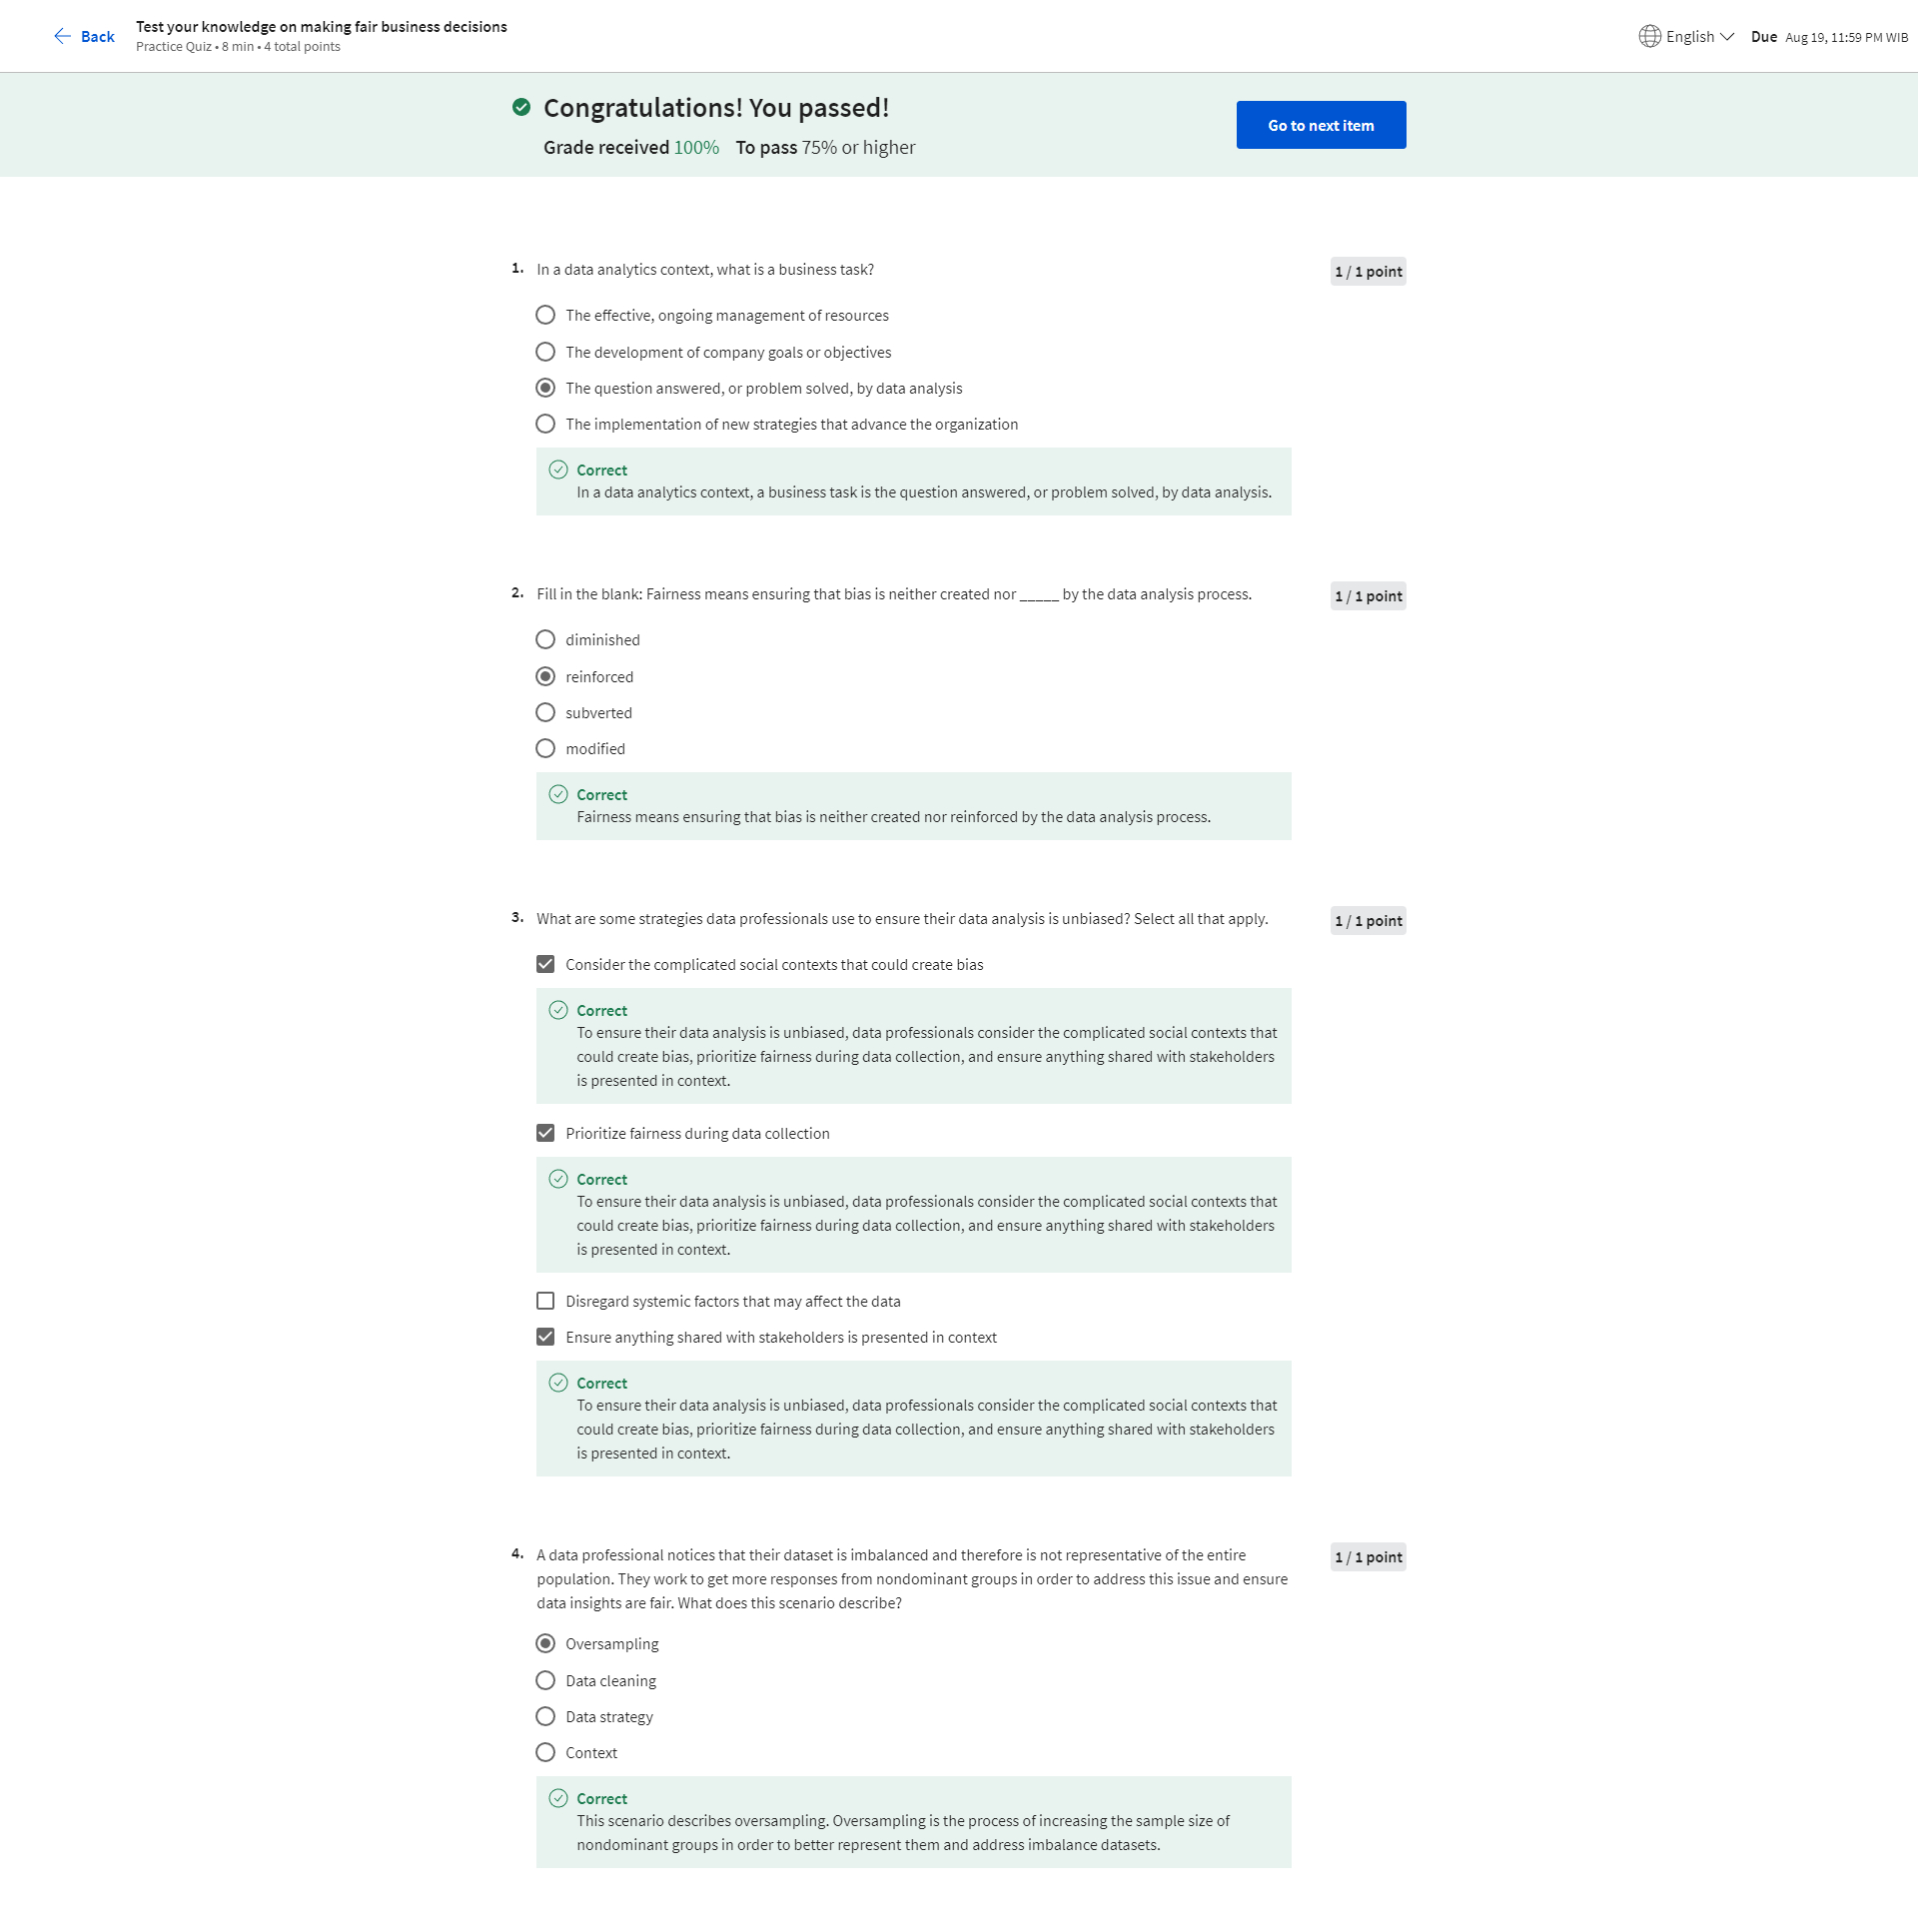 Back
Test your knowledge on making fair business decisions
Practice Quiz • 8 min • 4 total points
English
Due Aug 19, 11:59 PM WIB
Congratulations! You passed!
Grade received 100% To pass 75% or higher
Go to next item
1. In a data analytics context, what is a business task?
1 / 1 point
The effective, ongoing management of resources
The development of company goals or objectives
The question answered, or problem solved, by data analysis
The implementation of new strategies that advance the organization
Correct
In a data analytics context, a business task is the question answered, or problem solved, by data analysis.
2. Fill in the blank: Fairness means ensuring that bias is neither created nor _____ by the data analysis process.
1 / 1 point
diminished
reinforced
subverted
modified
Correct
Fairness means ensuring that bias is neither created nor reinforced by the data analysis process.
3. What are some strategies data professionals use to ensure their data analysis is unbiased? Select all that apply.
1 / 1 point
Consider the complicated social contexts that could create bias
Correct
To ensure their data analysis is unbiased, data professionals consider the complicated social contexts that
could create bias, prioritize fairness during data collection, and ensure anything shared with stakeholders
is presented in context.
Prioritize fairness during data collection
Correct
To ensure their data analysis is unbiased, data professionals consider the complicated social contexts that
could create bias, prioritize fairness during data collection, and ensure anything shared with stakeholders
is presented in context.
Disregard systemic factors that may affect the data
Ensure anything shared with stakeholders is presented in context
Correct
To ensure their data analysis is unbiased, data professionals consider the complicated social contexts that
could create bias, prioritize fairness during data collection, and ensure anything shared with stakeholders
is presented in context.
4. A data professional notices that their dataset is imbalanced and therefore is not representative of the entire
population. They work to get more responses from nondominant groups in order to address this issue and ensure
data insights are fair. What does this scenario describe?
1 / 1 point
Oversampling
Data cleaning
Data strategy
Context
Correct
This scenario describes oversampling. Oversampling is the process of increasing the sample size of
nondominant groups in order to better represent them and address imbalance datasets.